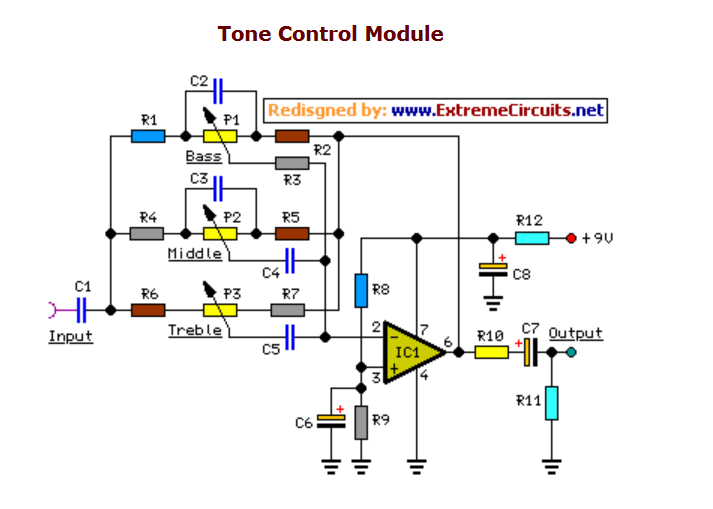 Tone Control Module
C2
Redisgned by: www.ExtremeCircuits.net
R1
P1
R2
Bass
R3
C3
R4
P2
R5
R12
+9V
Middle
C4
+
C8
C1
R6
P3
R7
R8
Input
Treble
C5
2
-
7
6
R10
+
C7
Output
IC1
3
+
4
R11
+
C6
R9